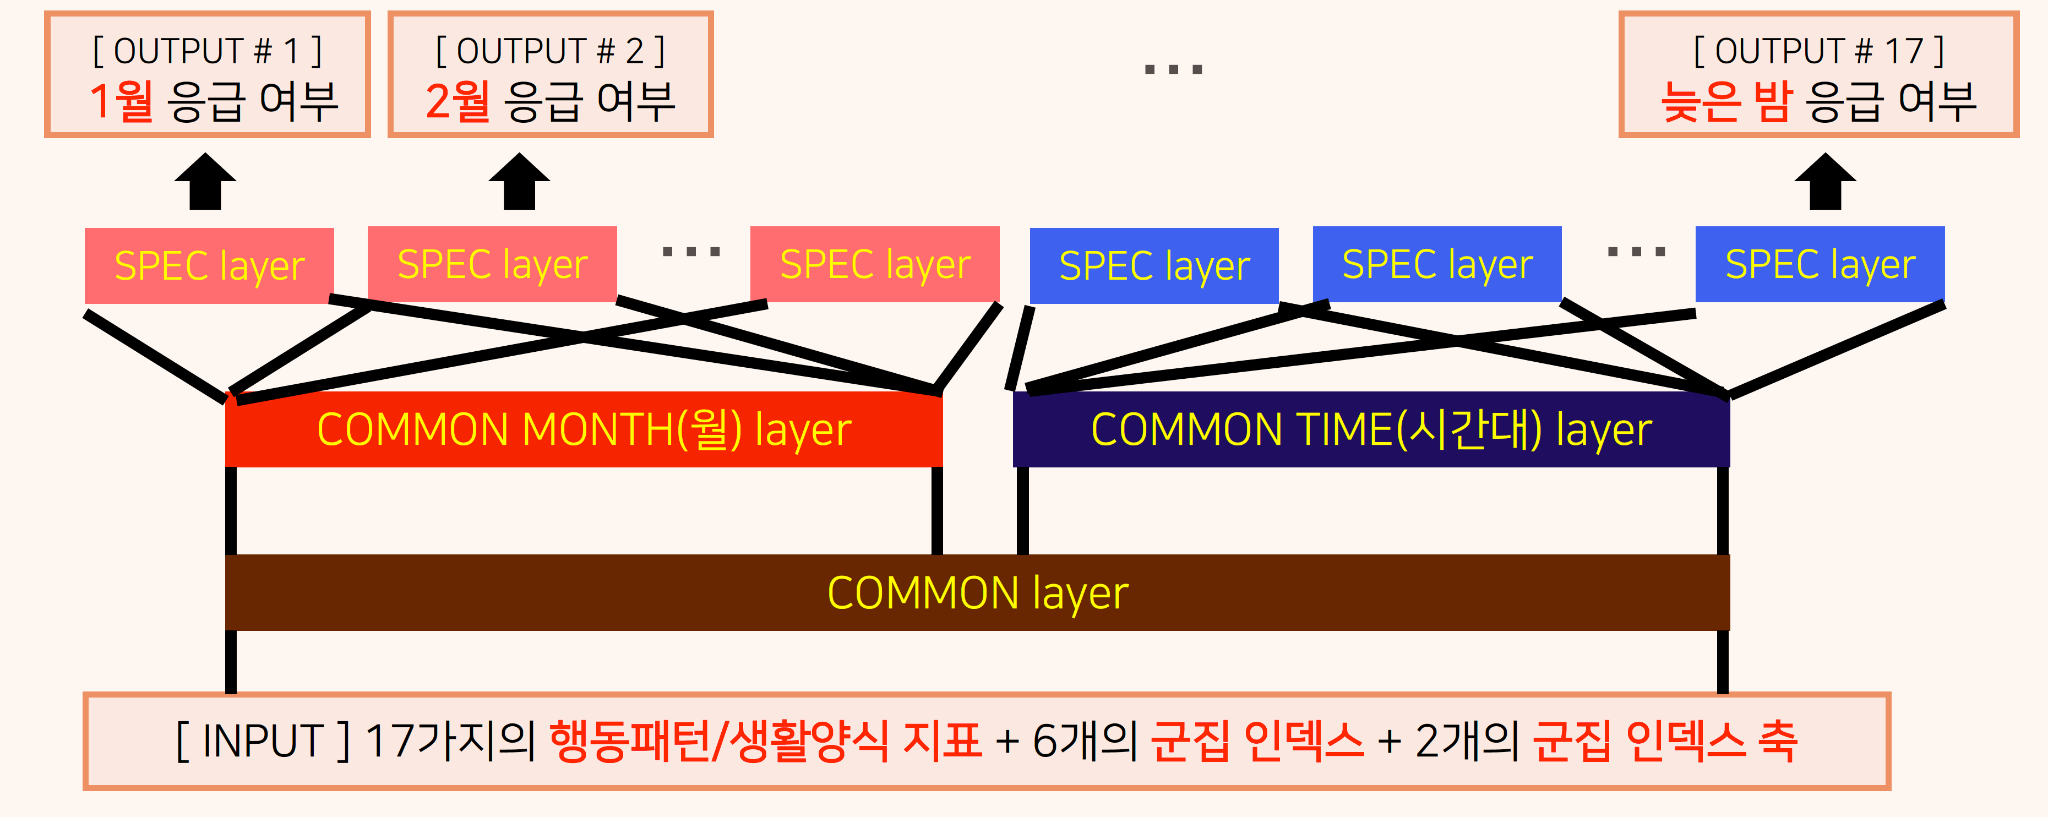 [ OUTPUT # 1 ]
1월 응급 여부
[ OUTPUT # 2 ]
2월 응급 여부
...
[ OUTPUT # 17 ]
늦은 밤 응급 여부
SPEC layer
SPEC layer
...
SPEC layer
SPEC layer
SPEC layer
...
SPEC layer
COMMON MONTH(월) layer
COMMON TIME(시간대) layer
COMMON layer
[ INPUT ] 17가지의 행동패턴/생활양식 지표 + 6개의 군집 인덱스 + 2개의 군집 인덱스 축